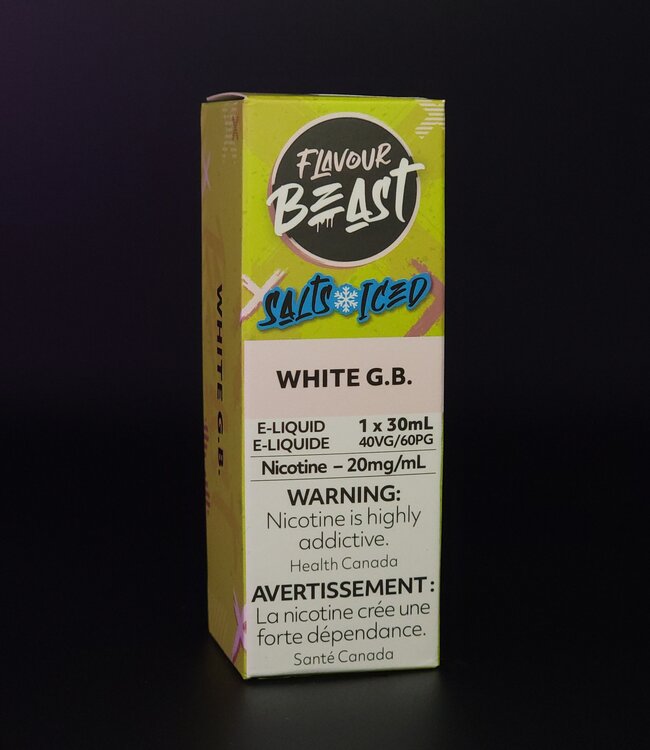 FLAVOUR
BEAST
SALTS ICED
WHITE G.B.
WHITE G.B.
E-LIQUID 1 x 30mL
E-LIQUIDE 40VG/60PG
Nicotine – 20mg/mL
WARNING:
Nicotine is highly
addictive.
Health Canada
AVERTISSEMENT :
La nicotine crée une
forte dépendance.
Santé Canada